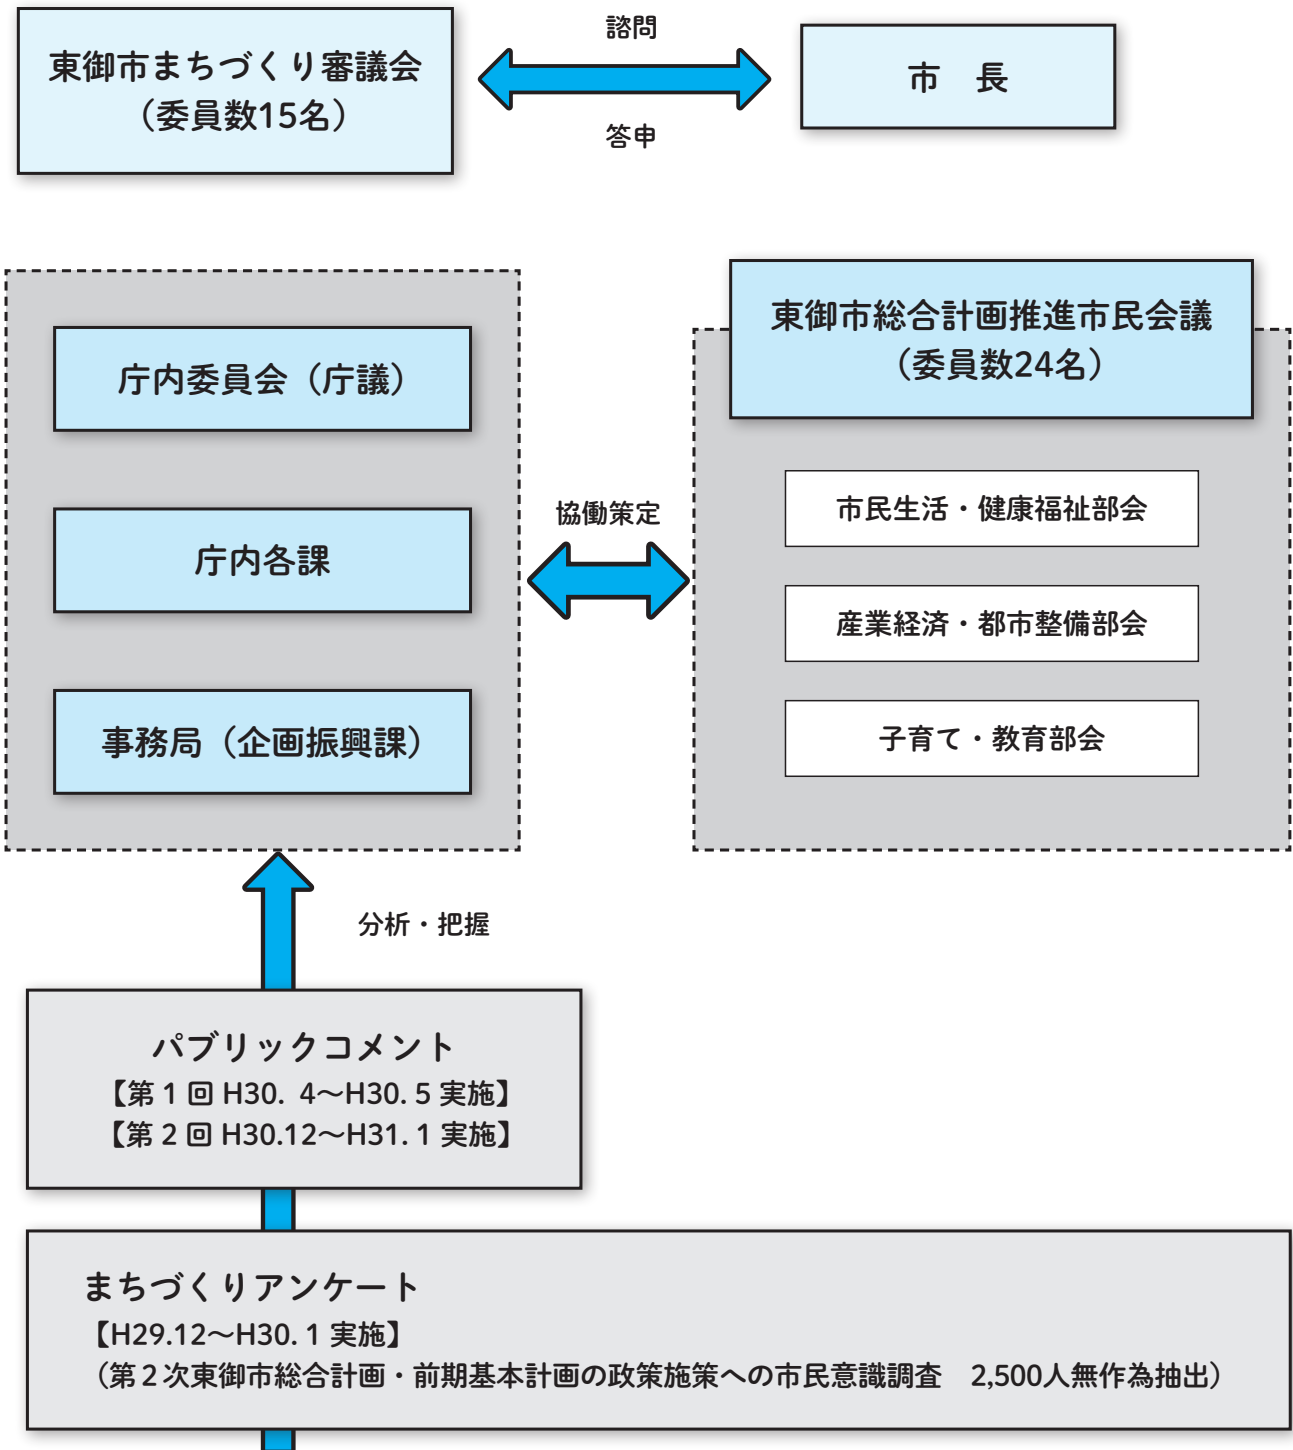 東御市まちづくり審議会
（委員数15名）
諮問
答申
市　長
庁内委員会（庁議）
庁内各課
事務局（企画振興課）
協働策定
東御市総合計画推進市民会議
（委員数24名）
市民生活・健康福祉部会
産業経済・都市整備部会
子育て・教育部会
分析・把握
パブリックコメント
【第１回 H30. 4～H30. 5 実施】
【第２回 H30.12～H31. 1 実施】
まちづくりアンケート
【H29.12～H30. 1 実施】
（第２次東御市総合計画・前期基本計画の政策施策への市民意識調査　2,500人無作為抽出）